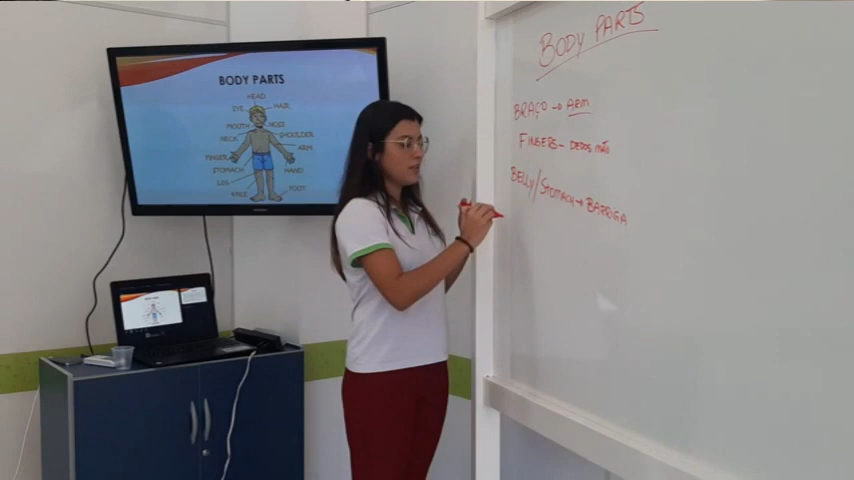 BODY PARTS
HEAD
EYE HAIR
MOUTH NOSE
NECK SHOULDER
ARM
FINGER
STOMACH HAND
LEG
KNEE FOOT
BODY PARTS
BRAÇO → ARM
FINGERS - DEDOS MÃO
BELLY/STOMACH → BARRIGA